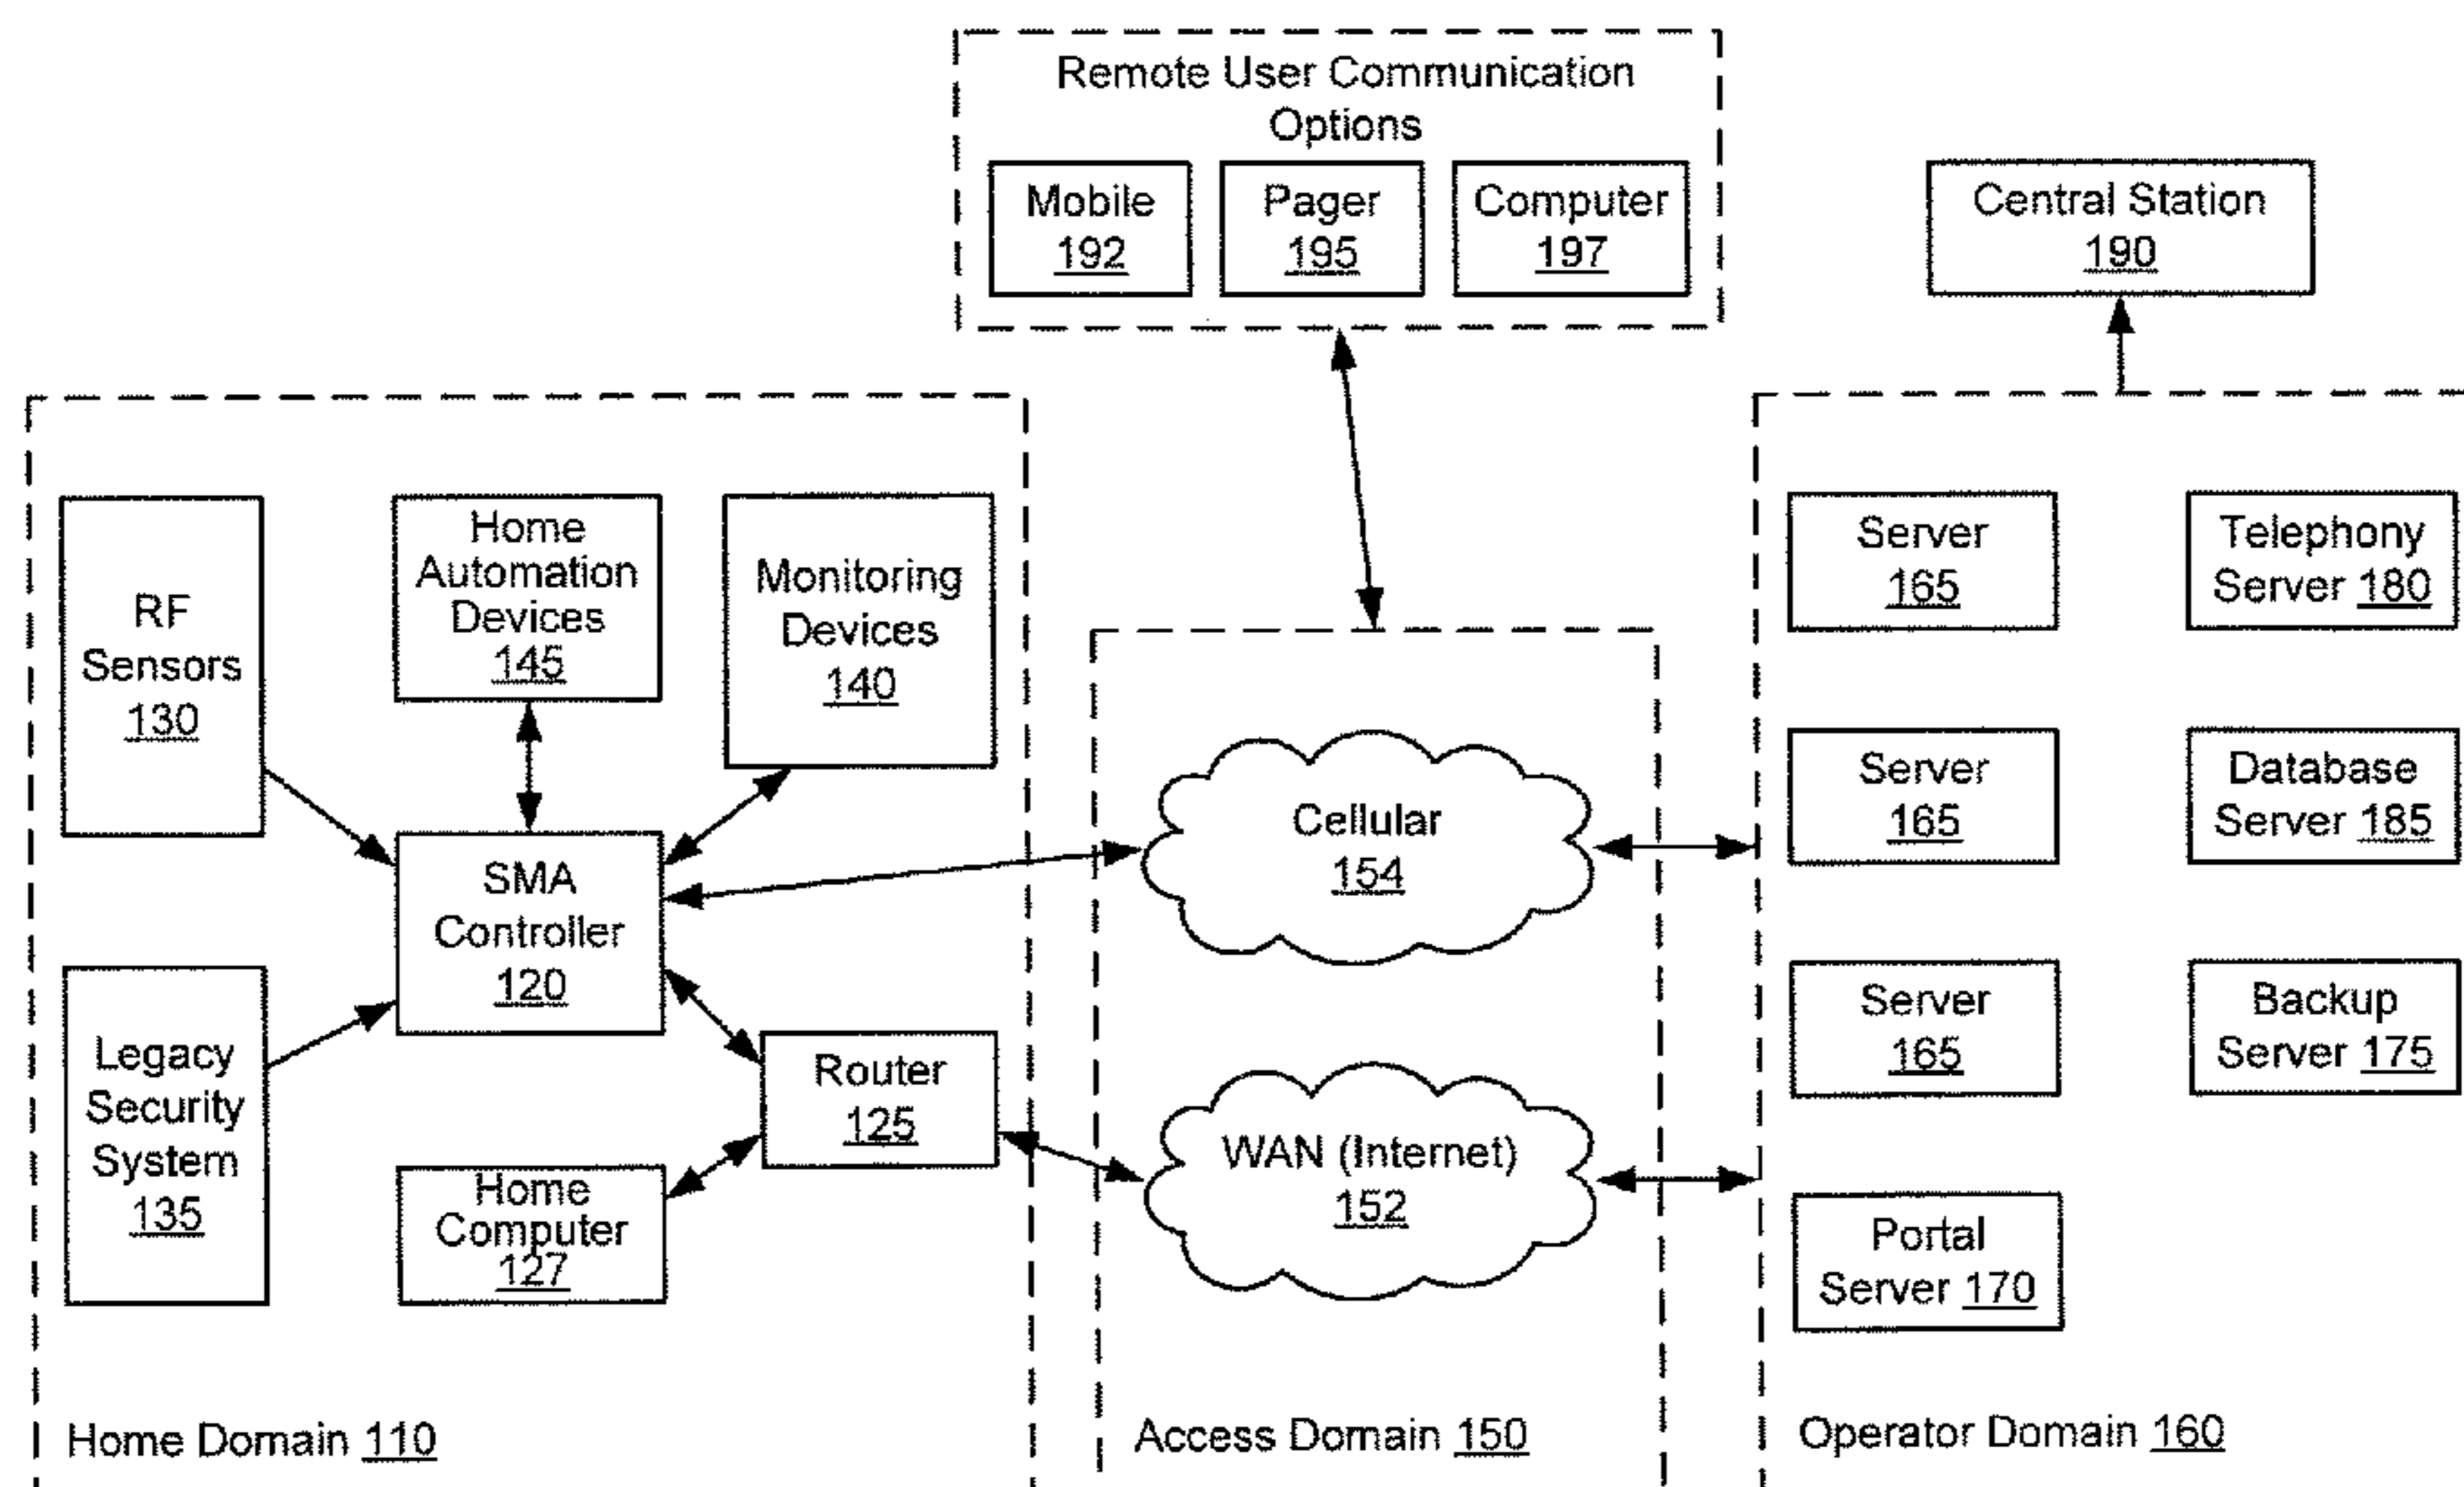 Remote User Communication
Options
Mobile
192
Pager
195
Computer
197
Central Station
190
RF
Sensors
130
Home
Automation
Devices
145
Monitoring
Devices
140
SMA
Controller
120
Legacy
Security
System
135
Router
125
Home
Computer
127
Home Domain 110
Cellular
154
WAN (Internet)
152
Access Domain 150
Server
165
Telephony
Server 180
Server
165
Database
Server 185
Server
165
Backup
Server 175
Portal
Server 170
Operator Domain 160